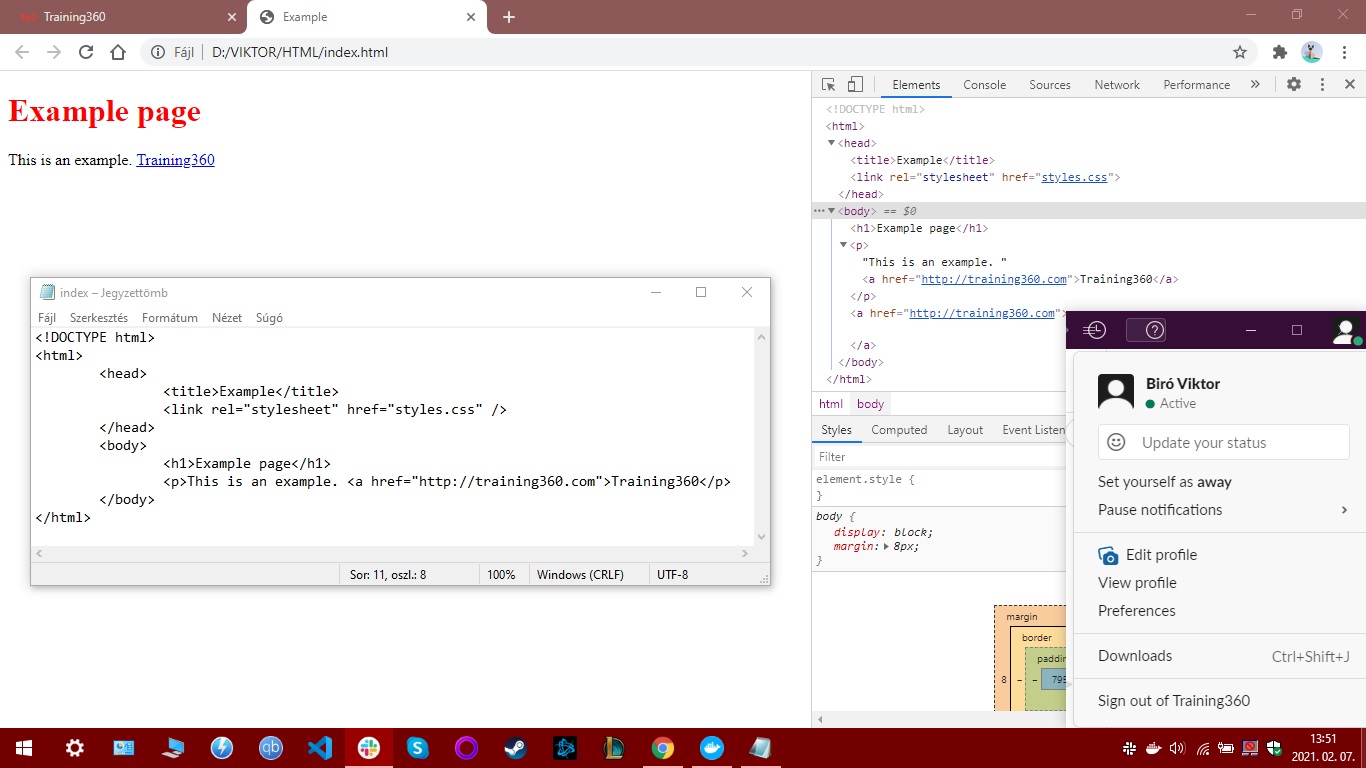 Training360
Example
Fájl
D:/VIKTOR/HTML/index.html
Example page
This is an example. Training360
index – Jegyzettömb
Fájl Szerkesztés Formátum Nézet Súgó
<!DOCTYPE html>
<html>
<head>
<title>Example</title>
<link rel="stylesheet" href="styles.css" />
</head>
<body>
<h1>Example page</h1>
<p>This is an example. <a href="http://training360.com">Training360</p>
</body>
</html>
Sor: 11, oszl.: 8 100% Windows (CRLF) UTF-8
Elements Console Sources Network Performance »
<!DOCTYPE html>
<html>
<head>
<title>Example</title>
<link rel="stylesheet" href="styles.css">
</head>
<body> == $0
<h1>Example page</h1>
<p>
"This is an example. "
<a href="http://training360.com">Training360</a>
</p>
<a href="http://training360.com">
</a>
</body>
</html>
html body
Styles Computed Layout Event Listen
Filter
element.style {
}
body {
display: block;
margin: 8px;
}
margin
border
paddin
8 – – 795
Biró Viktor
Active
Update your status
Set yourself as away
Pause notifications
Edit profile
View profile
Preferences
Downloads Ctrl+Shift+J
Sign out of Training360
qb
13:51
2021. 02. 07.